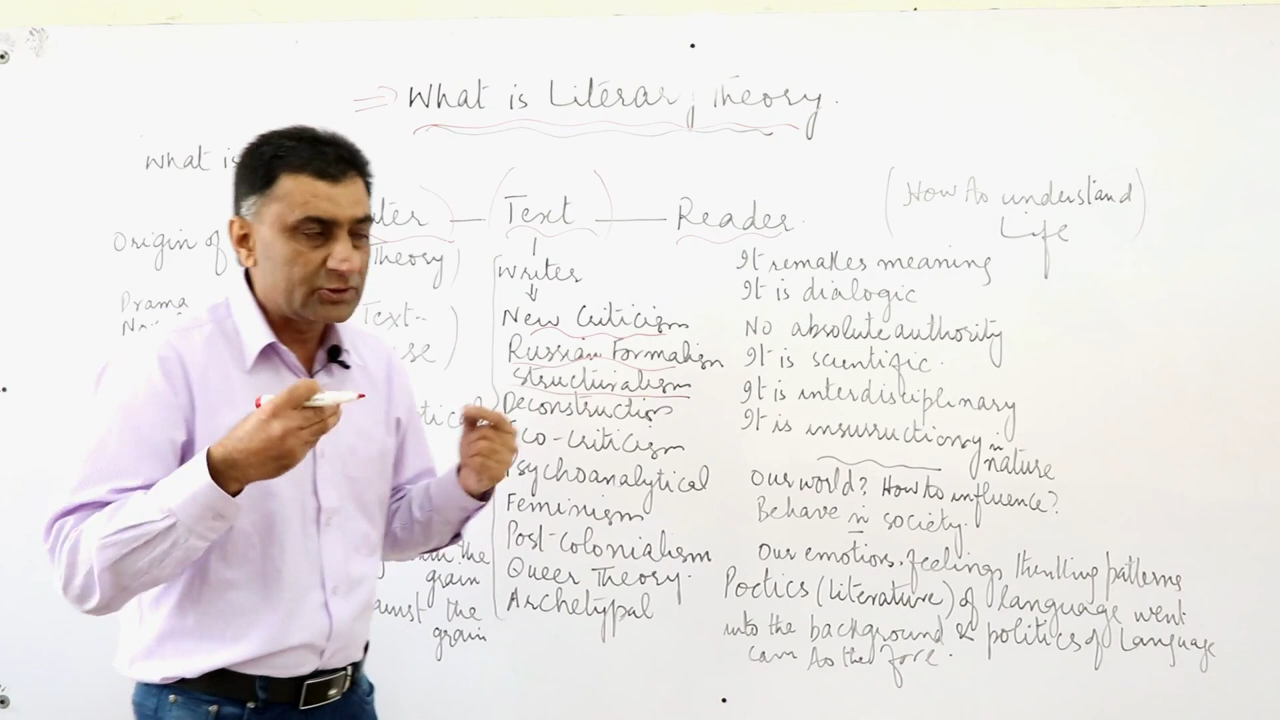 ⇒ What is Literary Theory.
What is
Origin of
Drama
(Text) — Reader.
Theory)
Text-
grain
the
grain
Writer
↓
New Criticism
Russian Formalism
Structuralism
Deconstruction
co-criticism
Psychoanalytical
Feminism
Post-colonialism
Queer Theory.
Archetypal
(How to understand
Life)
It remakes meaning
It is dialogic
No absolute authority
It is scientific.
It is interdisciplinary
It is insurructionary in
nature
Our world? How to influence?
Behave in society.
Our emotions. feelings, thinking patterns
Poetics (literature) of language went
into the background & politics of Language
came to the fore.